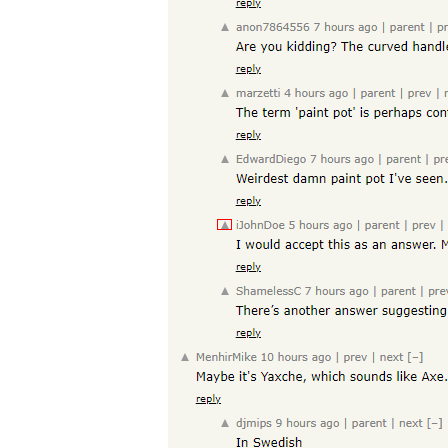 reply
anon7864556 7 hours ago | parent | pr
Are you kidding? The curved handl
reply
marzetti 4 hours ago | parent | prev |
The term 'paint pot' is perhaps con
reply
EdwardDiego 7 hours ago | parent | pre
Weirdest damn paint pot I've seen.
reply
iJohnDoe 5 hours ago | parent | prev |
I would accept this as an answer. M
reply
ShamelessC 7 hours ago | parent | prev
There's another answer suggesting
reply
MenhirMike 10 hours ago | prev | next [–]
Maybe it's Yaxche, which sounds like Axe.
reply
djmips 9 hours ago | parent | next [–]
In Swedish